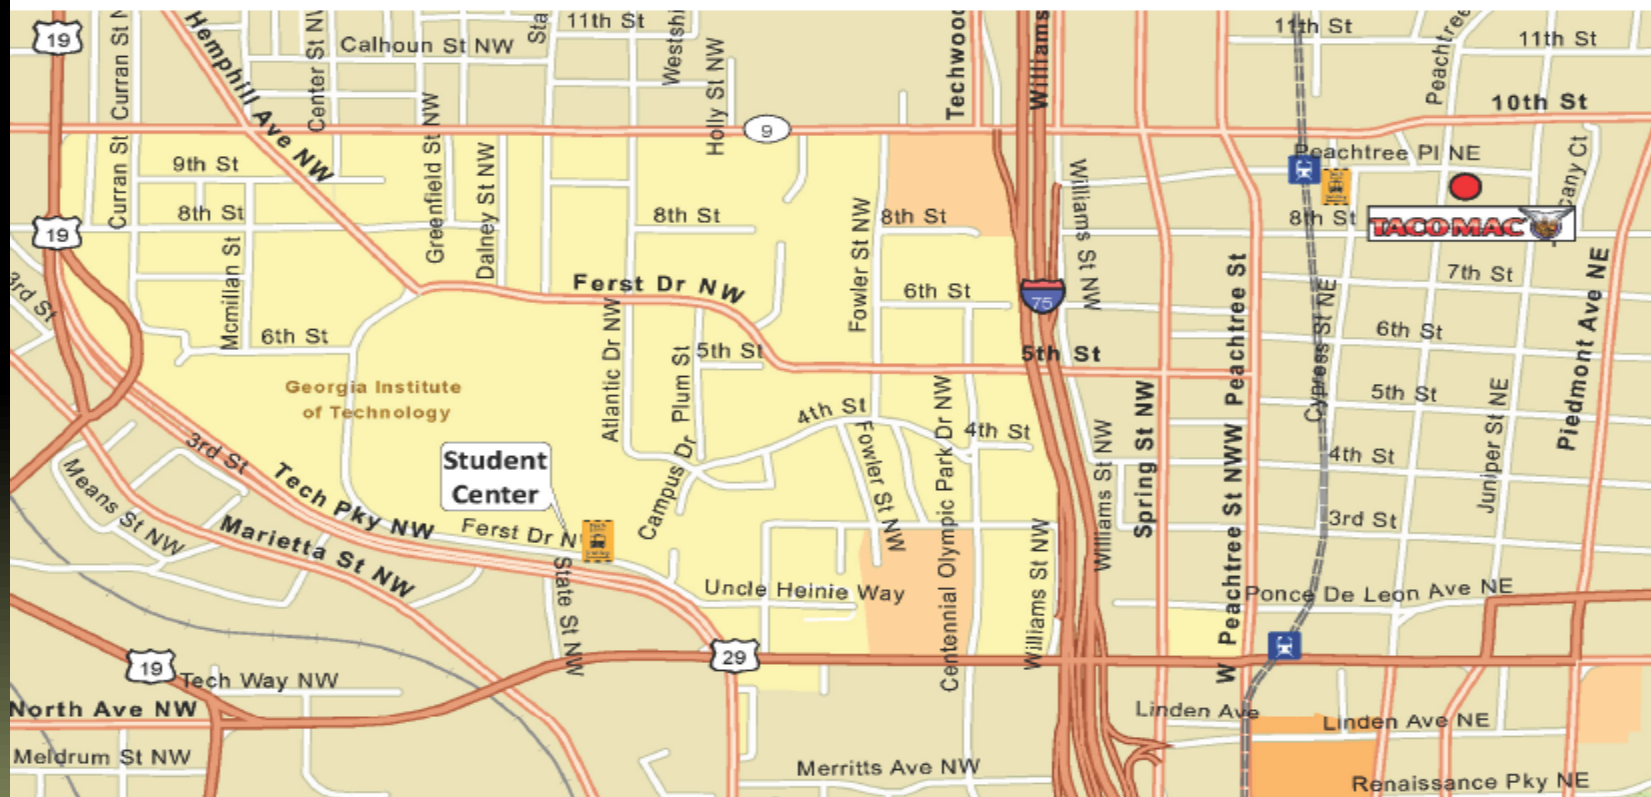 19
Curran St N
Hemphill Ave NW
Center St NW
Calhoun St NW
Sta
11th St
Westshi
Holly St NW
Techwood
Williams
11th St
Peachtree
11th St
10th St
9
Curran St
9th St
Greenfield St NW
Dalney St NW
Peachtree Pl NE
8th St
8th St
Fowler St NW
8th St
Williams St NW
8th St
TACO MAC
cany Ct
19
3rd St
Mcmillan St
6th St
Ferst Dr NW
Atlantic Dr NW
Plum St
5th St
6th St
75
5th St
W Peachtree St
Cypress St NE
7th St
6th St
Piedmont Ave NE
Georgia Institute
of Technology
4th St
Fowler St NW
Centennial Olympic Park Dr NW
4th St
Williams St NW
Spring St NW
W Peachtree St NW
5th St
4th St
Juniper St NE
3rd St
3rd St
Means St NW
Tech Pky NW
Marietta St NW
Student
Center
Ferst Dr N
Campus Dr
State St NW
Uncle Heinie Way
Williams St NW
Ponce De Leon Ave NE
19
29
Tech Way NW
North Ave NW
Linden Ave
Linden Ave NE
Meldrum St NW
Merritts Ave NW
Renaissance Pky NE